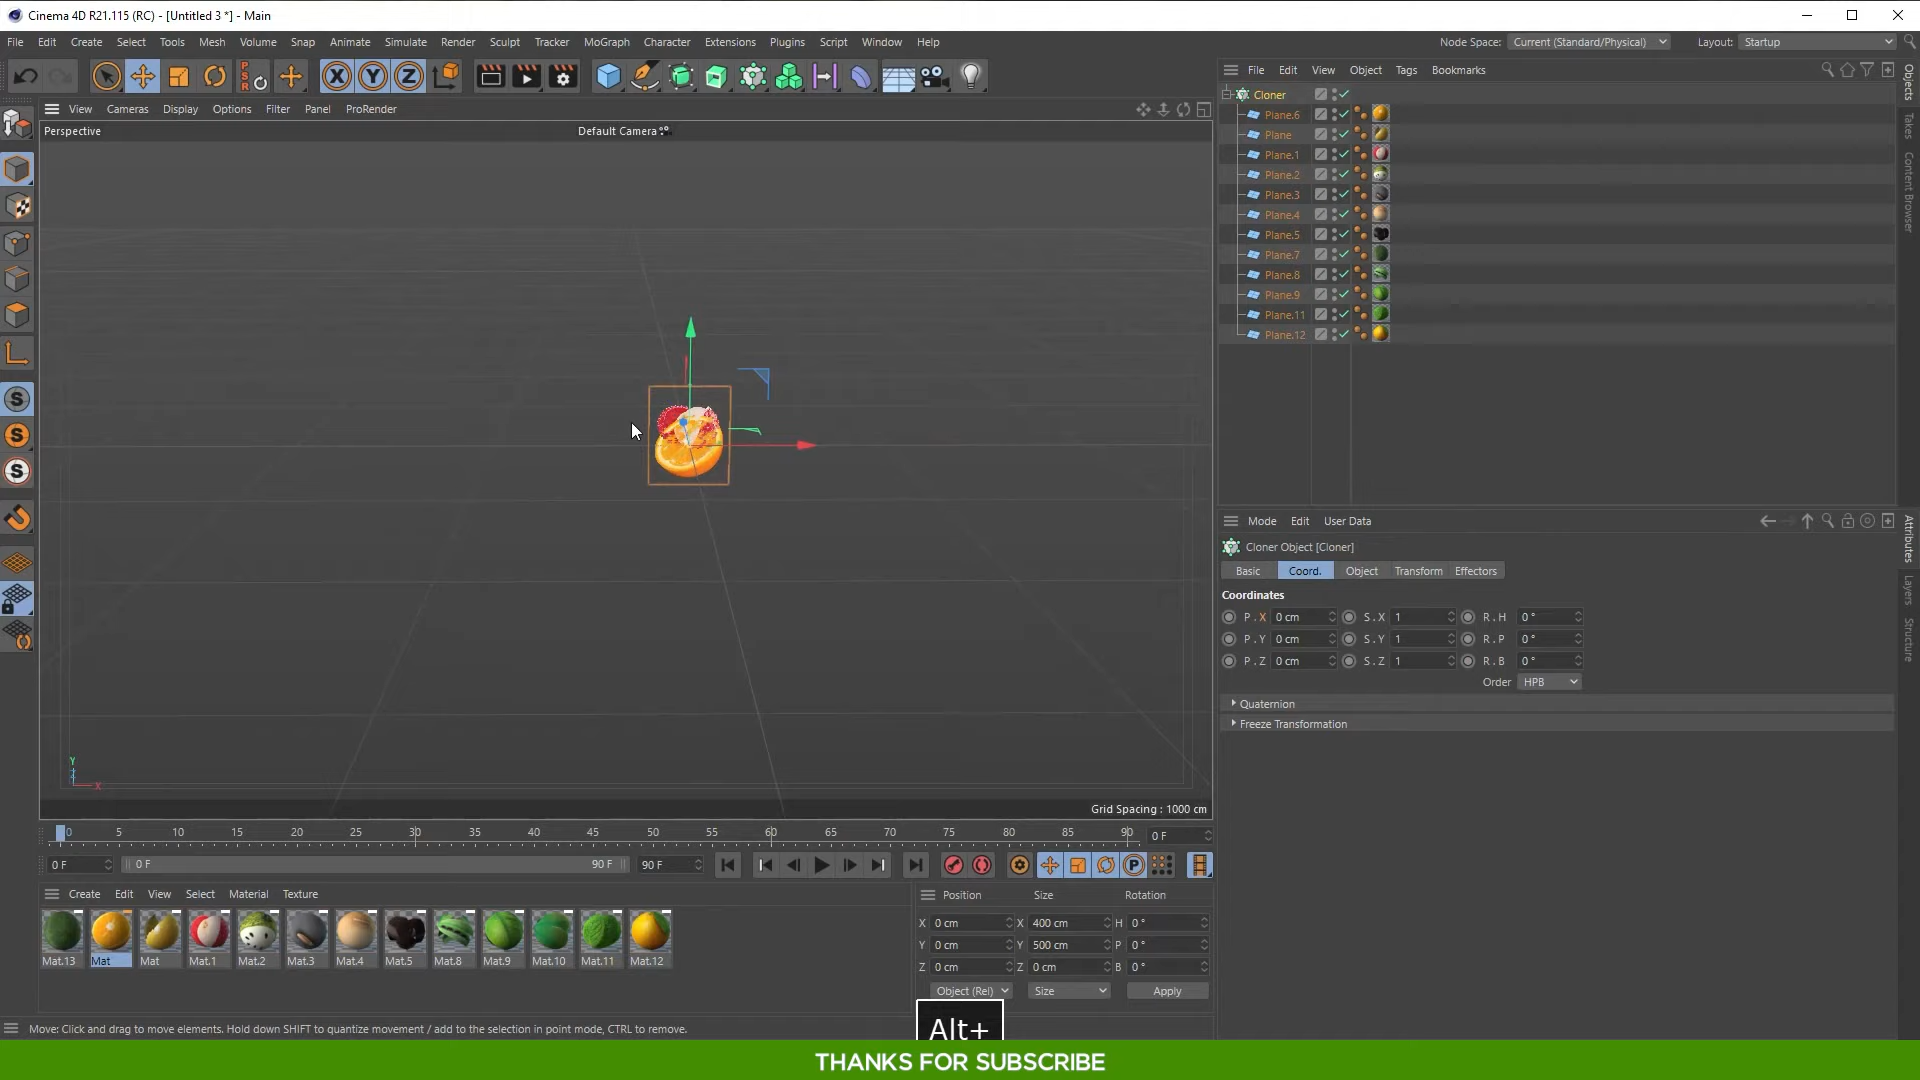 Cinema 4D R21.115 (RC) - [Untitled 3 *] - Main
File Edit Create Select Tools Mesh Volume Snap Animate Simulate Render Sculpt Tracker MoGraph Character Extensions Plugins Script Window Help
Node Space: Current (Standard/Physical) Layout: Startup
PSR X Y Z
File Edit View Object Tags Bookmarks
View Cameras Display Options Filter Panel ProRender
Perspective
Default Camera
Cloner
Plane.6
Plane
Plane.1
Plane.2
Plane.3
Plane.4
Plane.5
Plane.7
Plane.8
Plane.9
Plane.11
Plane.12
Objects
Takes
Content Browser
S
S
S
Mode Edit User Data
Cloner Object [Cloner]
Basic Coord. Object Transform Effectors
Coordinates
P . X 0 cm S . X 1 R . H 0 °
P . Y 0 cm S . Y 1 R . P 0 °
P . Z 0 cm S . Z 1 R . B 0 °
Order HPB
Quaternion
Freeze Transformation
Attributes
Layers
Structure
Y
Z
X
Grid Spacing : 1000 cm
0 5 10 15 20 25 30 35 40 45 50 55 60 65 70 75 80 85 90 0 F
0 F 0 F 90 F 90 F
P
Create Edit View Select Material Texture
Mat.13 Mat Mat Mat.1 Mat.2 Mat.3 Mat.4 Mat.5 Mat.8 Mat.9 Mat.10 Mat.11 Mat.12
Position Size Rotation
X 0 cm X 400 cm H 0 °
Y 0 cm Y 500 cm P 0 °
Z 0 cm Z 0 cm B 0 °
Object (Rel) Size Apply
Move: Click and drag to move elements. Hold down SHIFT to quantize movement / add to the selection in point mode, CTRL to remove.
Alt+
THANKS FOR SUBSCRIBE